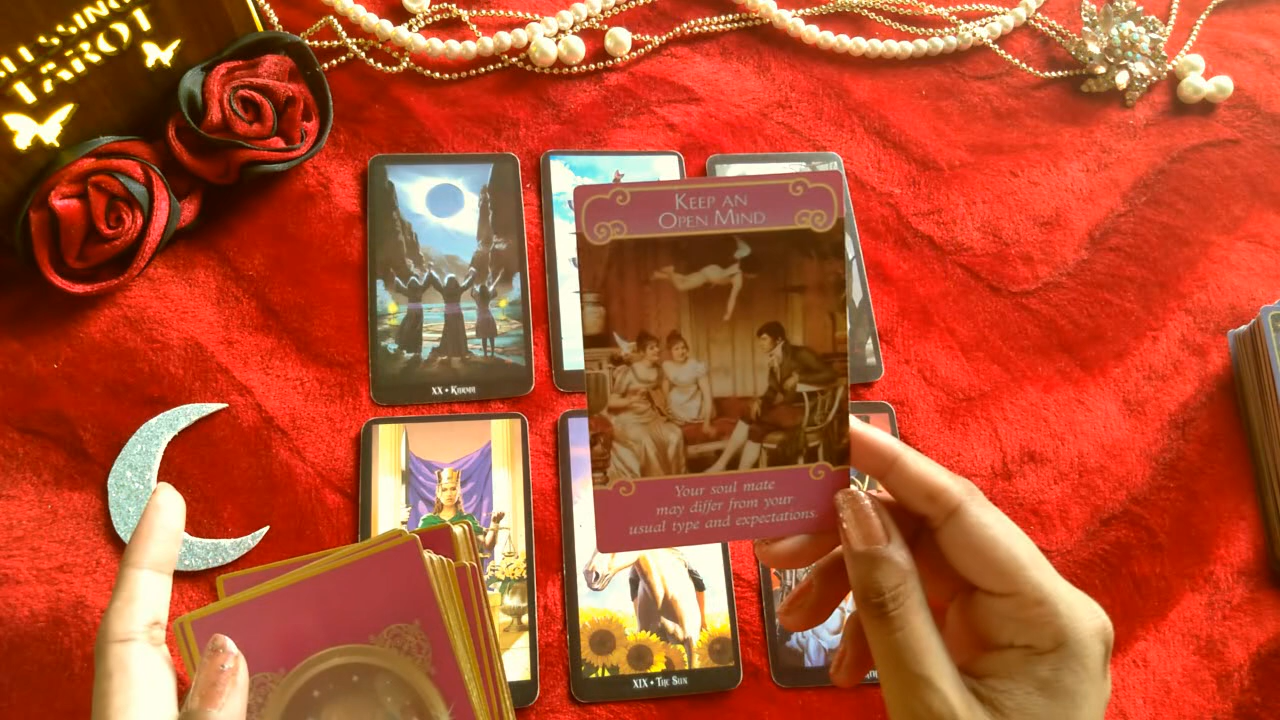 TAROT
KEEP AN
OPEN MIND
Your soul mate
may differ from your
usual type and expectations.
XX •
XIX • THE SUN